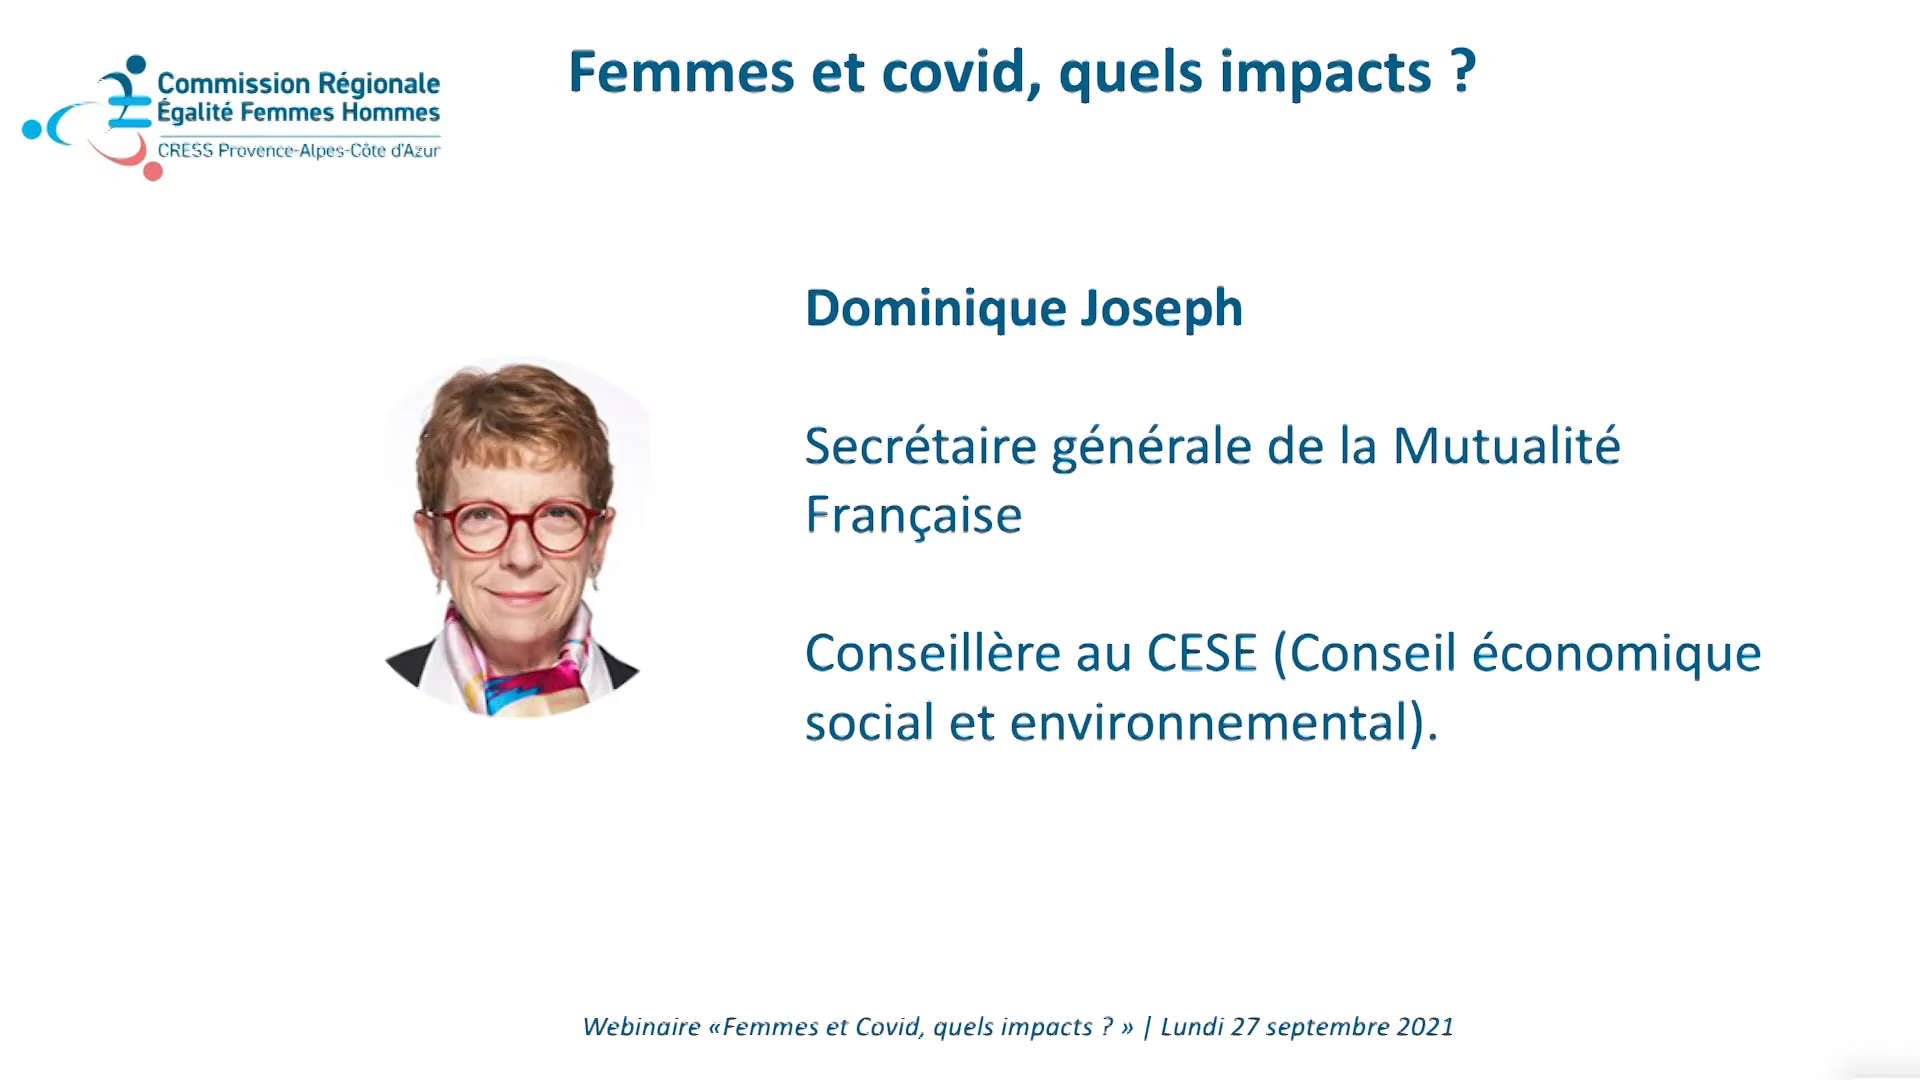 Commission Régionale
Égalité Femmes Hommes
CRESS Provence-Alpes-Côte d'Azur
Femmes et covid, quels impacts ?
Dominique Joseph
Secrétaire générale de la Mutualité
Française
Conseillère au CESE (Conseil économique
social et environnemental).
Webinaire «Femmes et Covid, quels impacts ? » | Lundi 27 septembre 2021